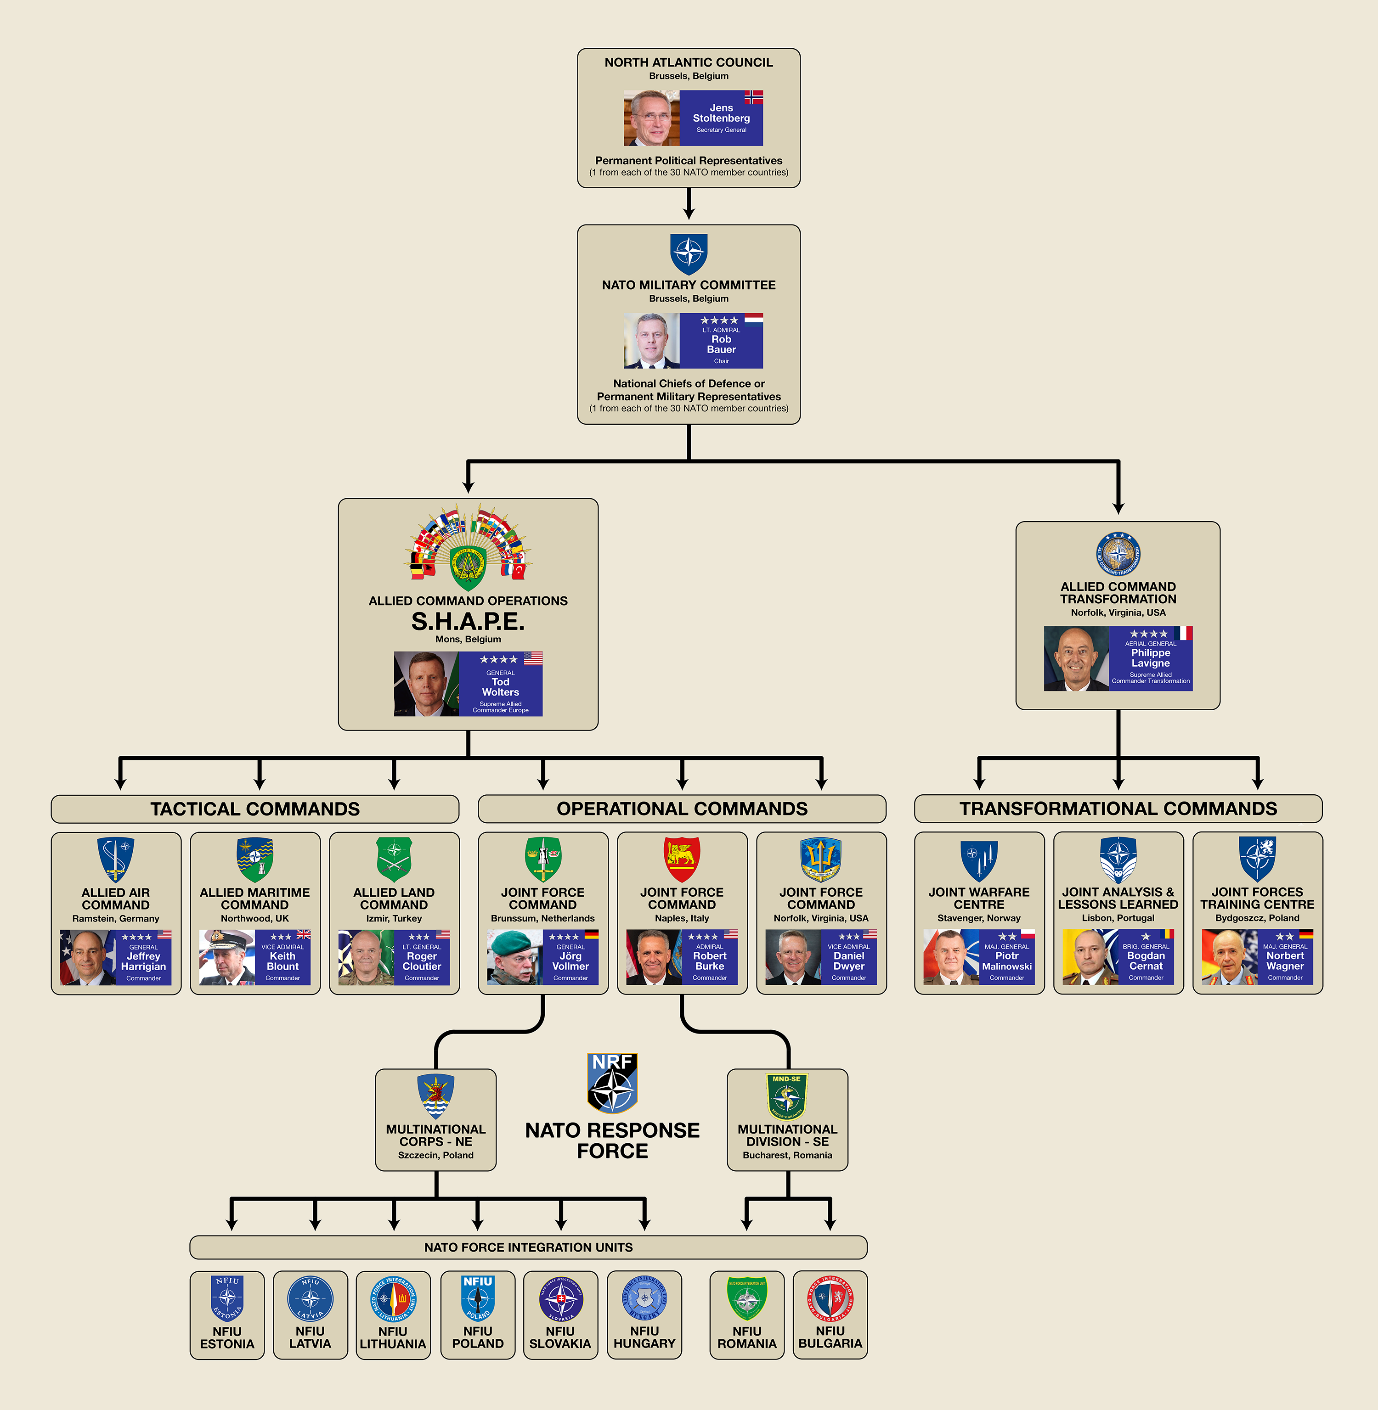 NORTH ATLANTIC COUNCIL
Brussels, Belgium
Jens
Stoltenberg
Secretary General
Permanent Political Representatives
(1 from each of the 30 NATO member countries)
NATO MILITARY COMMITTEE
Brussels, Belgium
LT. ADMIRAL
Rob
Bauer
Chair
National Chiefs of Defence or
Permanent Military Representatives
(1 from each of the 30 NATO member countries)
ALLIED COMMAND OPERATIONS
S.H.A.P.E.
Mons, Belgium
GENERAL
Tod
Wolters
Supreme Allied
Commander Europe
ALLIED COMMAND
TRANSFORMATION
Norfolk, Virginia, USA
AERIAL GENERAL
Philippe
Lavigne
Supreme Allied
Commander Transformation
TACTICAL COMMANDS
ALLIED AIR
COMMAND
Ramstein, Germany
GENERAL
Jeffrey
Harrigian
Commander
ALLIED MARITIME
COMMAND
Northwood, UK
VICE ADMIRAL
Keith
Blount
Commander
ALLIED LAND
COMMAND
Izmir, Turkey
LT. GENERAL
Roger
Cloutier
Commander
OPERATIONAL COMMANDS
JOINT FORCE
COMMAND
Brunssum, Netherlands
GENERAL
Jörg
Vollmer
Commander
JOINT FORCE
COMMAND
Naples, Italy
ADMIRAL
Robert
Burke
Commander
JOINT FORCE
COMMAND
Norfolk, Virginia, USA
VICE ADMIRAL
Daniel
Dwyer
Commander
TRANSFORMATIONAL COMMANDS
JOINT WARFARE
CENTRE
Stavenger, Norway
MAJ. GENERAL
Piotr
Malinowski
Commander
JOINT ANALYSIS &
LESSONS LEARNED
Lisbon, Portugal
BRIG. GENERAL
Bogdan
Cernat
Commander
JOINT FORCES
TRAINING CENTRE
Bydgoszcz, Poland
MAJ. GENERAL
Norbert
Wagner
Commander
MULTINATIONAL
CORPS - NE
Szczecin, Poland
NRF
NATO RESPONSE
FORCE
MND-SE
MULTINATIONAL
DIVISION - SE
Bucharest, Romania
NATO FORCE INTEGRATION UNITS
NFIU
ESTONIA
NFIU
ESTONIA
NFIU
LATVIA
NFIU
LATVIA
NFIU
LITHUANIA
NFIU
POLAND
NFIU
POLAND
NFIU
SLOVAKIA
NFIU
HUNGARY
NFIU
ROMANIA
NFIU
BULGARIA